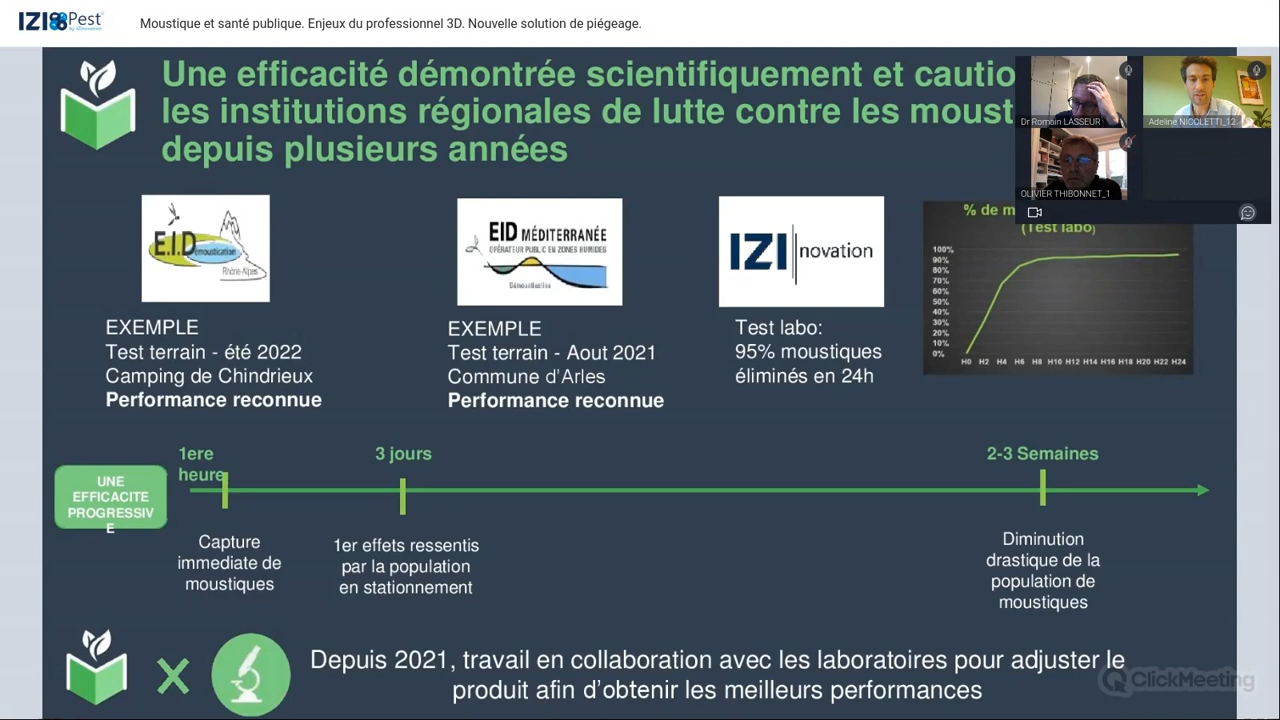 IZI Pest
by IZInovation
Moustique et santé publique. Enjeux du professionnel 3D. Nouvelle solution de piégeage.
Une efficacité démontrée scientifiquement et cautio
les institutions régionales de lutte contre les moust
depuis plusieurs années
Dr Romain LASSEUR
Adeline NICOLETTI_12
OLIVIER THIBONNET_1
E.I.D
émoustication
Rhône-Alpes
EID MÉDITERRANÉE
OPÉRATEUR PUBLIC EN ZONES HUMIDES
Démoustication
IZI novation
% de m
(Test labo)
100%
90%
80%
70%
60%
50%
40%
30%
20%
10%
0%
H0 H2 H4 H6 H8 H10 H12 H14 H16 H18 H20 H22 H24
EXEMPLE
Test terrain - été 2022
Camping de Chindrieux
Performance reconnue
EXEMPLE
Test terrain - Aout 2021
Commune d'Arles
Performance reconnue
Test labo:
95% moustiques
éliminés en 24h
UNE
EFFICACITE
PROGRESSIV
E
1ere
heure
3 jours
2-3 Semaines
Capture
immediate de
moustiques
1er effets ressentis
par la population
en stationnement
Diminution
drastique de la
population de
moustiques
Depuis 2021, travail en collaboration avec les laboratoires pour adjuster le
produit afin d'obtenir les meilleurs performances
ClickMeeting